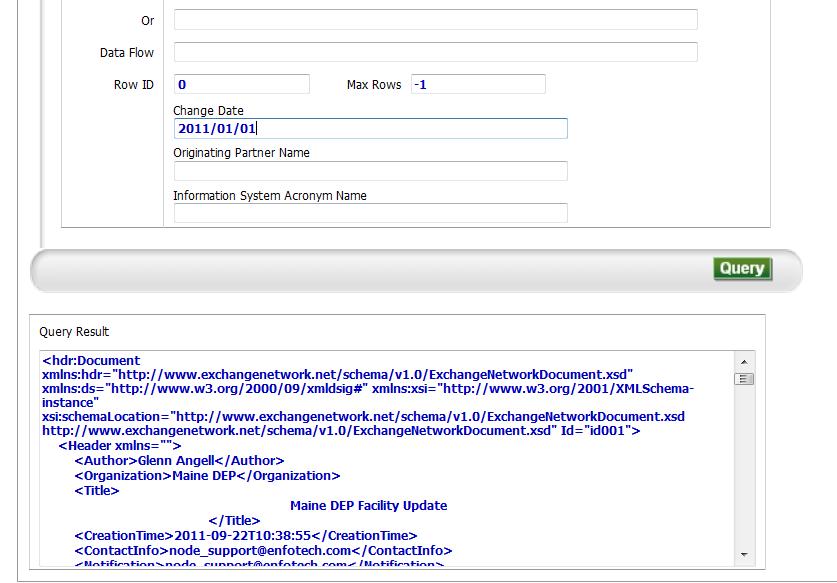 Or
Data Flow
Row ID 0 Max Rows -1
Change Date
2011/01/01
Originating Partner Name
Information System Acronym Name
Query
Query Result
<hdr:Document
xmlns:hdr="http://www.exchangenetwork.net/schema/v1.0/ExchangeNetworkDocument.xsd"
xmlns:ds="http://www.w3.org/2000/09/xmldsig#" xmlns:xsi="http://www.w3.org/2001/XMLSchema-
instance"
xsi:schemaLocation="http://www.exchangenetwork.net/schema/v1.0/ExchangeNetworkDocument.xsd
http://www.exchangenetwork.net/schema/v1.0/ExchangeNetworkDocument.xsd" Id="id001">
<Header xmlns="">
<Author>Glenn Angell</Author>
<Organization>Maine DEP</Organization>
<Title>
Maine DEP Facility Update
</Title>
<CreationTime>2011-09-22T10:38:55</CreationTime>
<ContactInfo>node_support@enfotech.com</ContactInfo>
<Notification>node_support@enfotech.com</Notification>